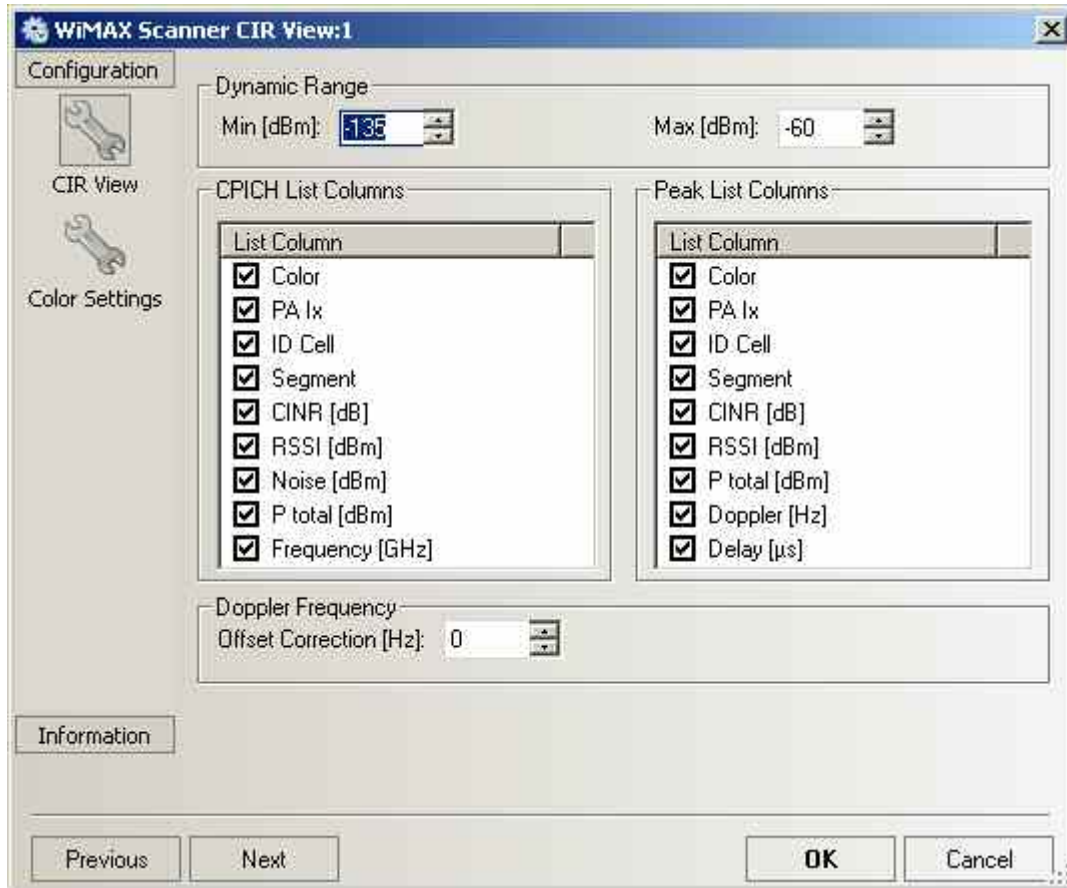 WiMAX Scanner CIR View:1
Configuration
CIR View
Color Settings
Information
Dynamic Range
Min [dBm]: -135
Max [dBm]: -60
CPICH List Columns
List Column
Color
PA Ix
ID Cell
Segment
CINR [dB]
RSSI [dBm]
Noise [dBm]
P total [dBm]
Frequency [GHz]
Peak List Columns
List Column
Color
PA Ix
ID Cell
Segment
CINR [dB]
RSSI [dBm]
P total [dBm]
Doppler [Hz]
Delay [µs]
Doppler Frequency
Offset Correction [Hz]: 0
Previous
Next
OK
Cancel